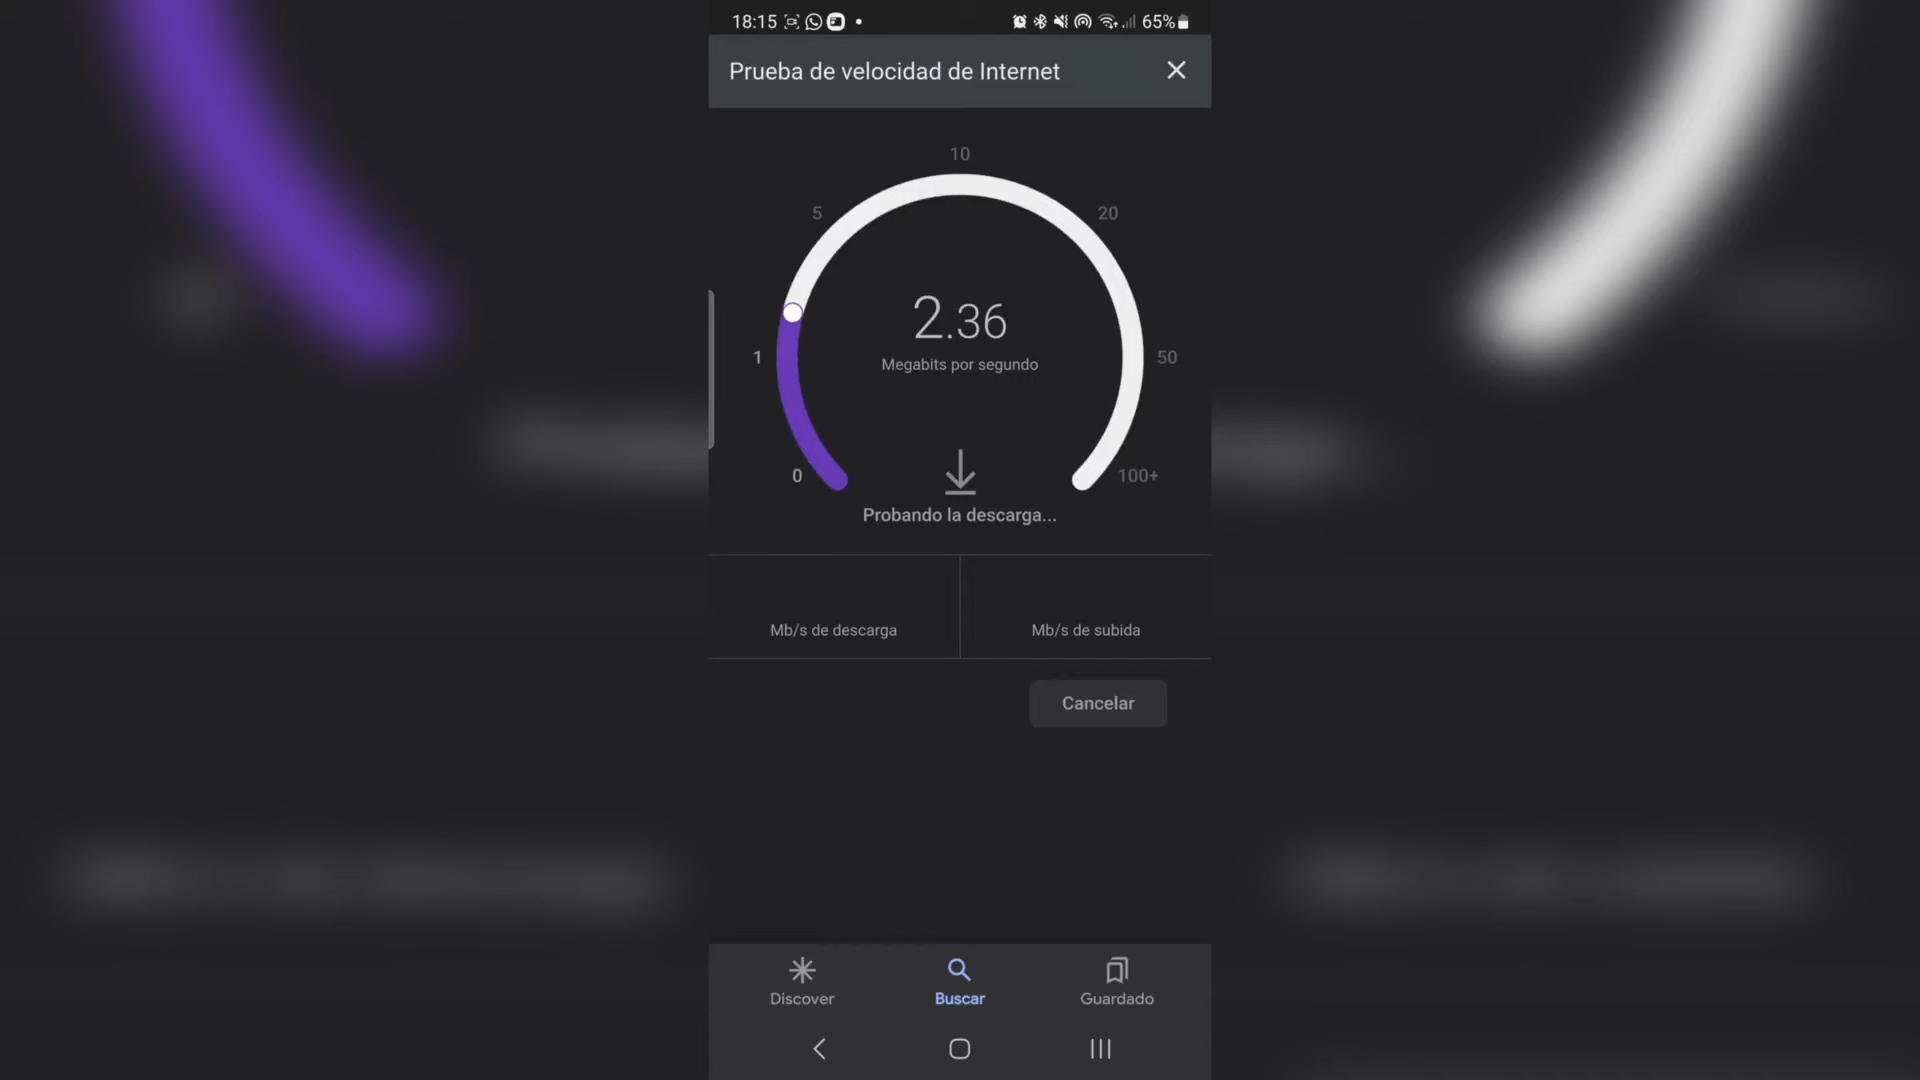 18:15 65%
Prueba de velocidad de Internet
10
5 20
2.36
Megabits por segundo
1 50
0 100+
Probando la descarga...
Mb/s de descarga Mb/s de subida
Cancelar
Discover Buscar Guardado